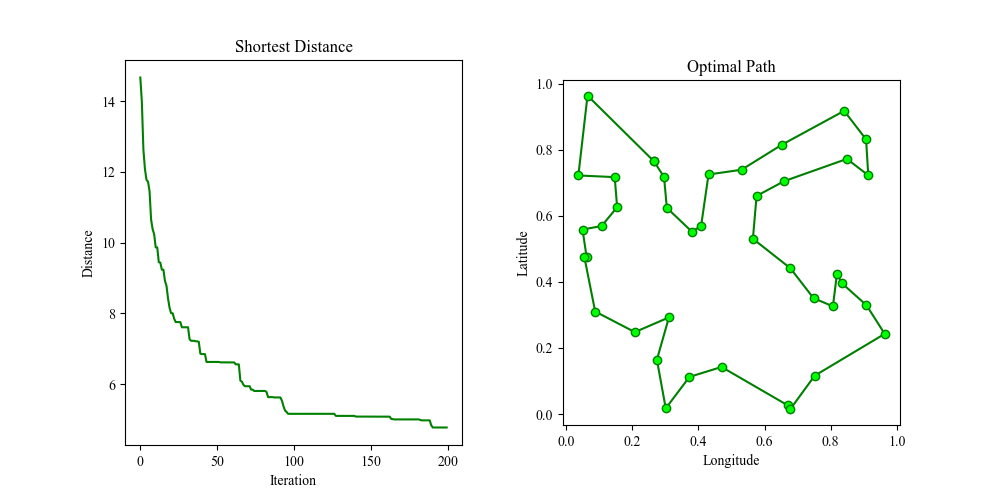 Shortest Distance
Distance
14
12
10
8
6
0 50 100 150 200
Iteration
Optimal Path
Latitude
1.0
0.8
0.6
0.4
0.2
0.0
0.0 0.2 0.4 0.6 0.8 1.0
Longitude